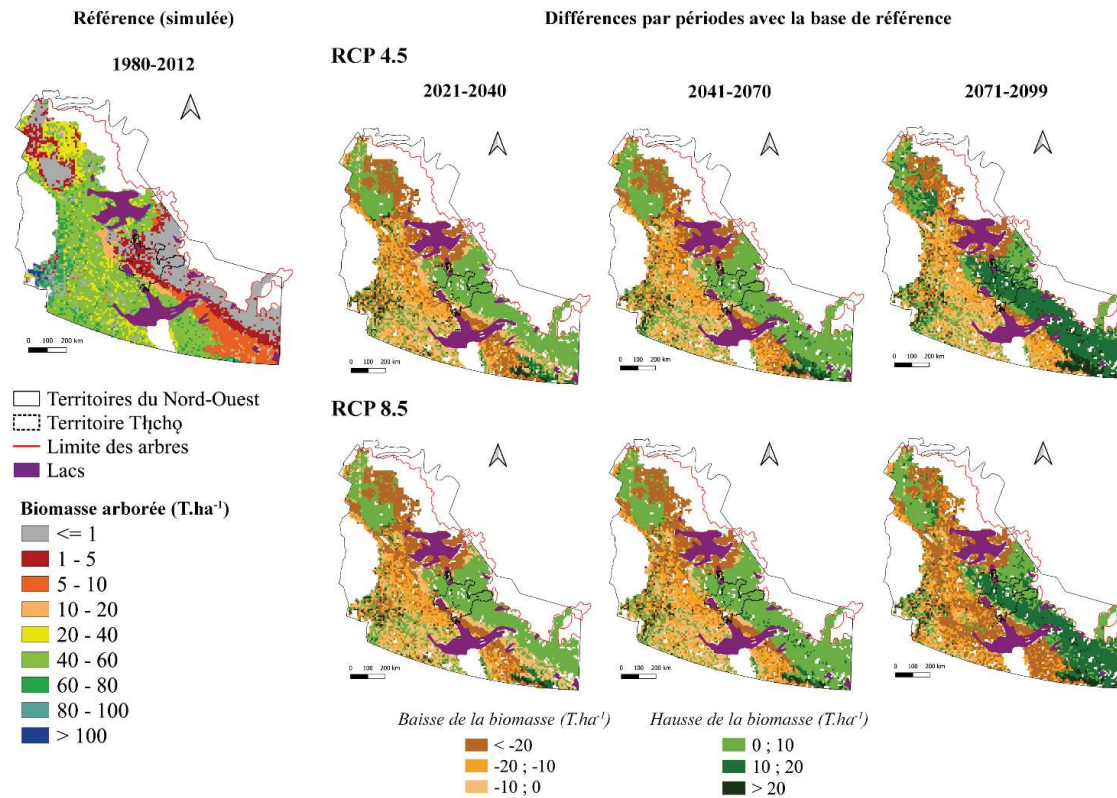 Référence (simulée)
Différences par périodes avec la base de référence
RCP 4.5
1980-2012
2021-2040
2041-2070
2071-2099
0 100 200 km
0 100 200 km
0 100 200 km
0 100 200 km
Territoires du Nord-Ouest
Territoire Tłı̨chǫ
Limite des arbres
Lacs
RCP 8.5
Biomasse arborée (T.ha⁻¹)
<= 1
1 - 5
5 - 10
10 - 20
20 - 40
40 - 60
60 - 80
80 - 100
> 100
0 100 200 km
0 100 200 km
0 100 200 km
Baisse de la biomasse (T.ha⁻¹)
< -20
-20 ; -10
-10 ; 0
Hausse de la biomasse (T.ha⁻¹)
0 ; 10
10 ; 20
> 20